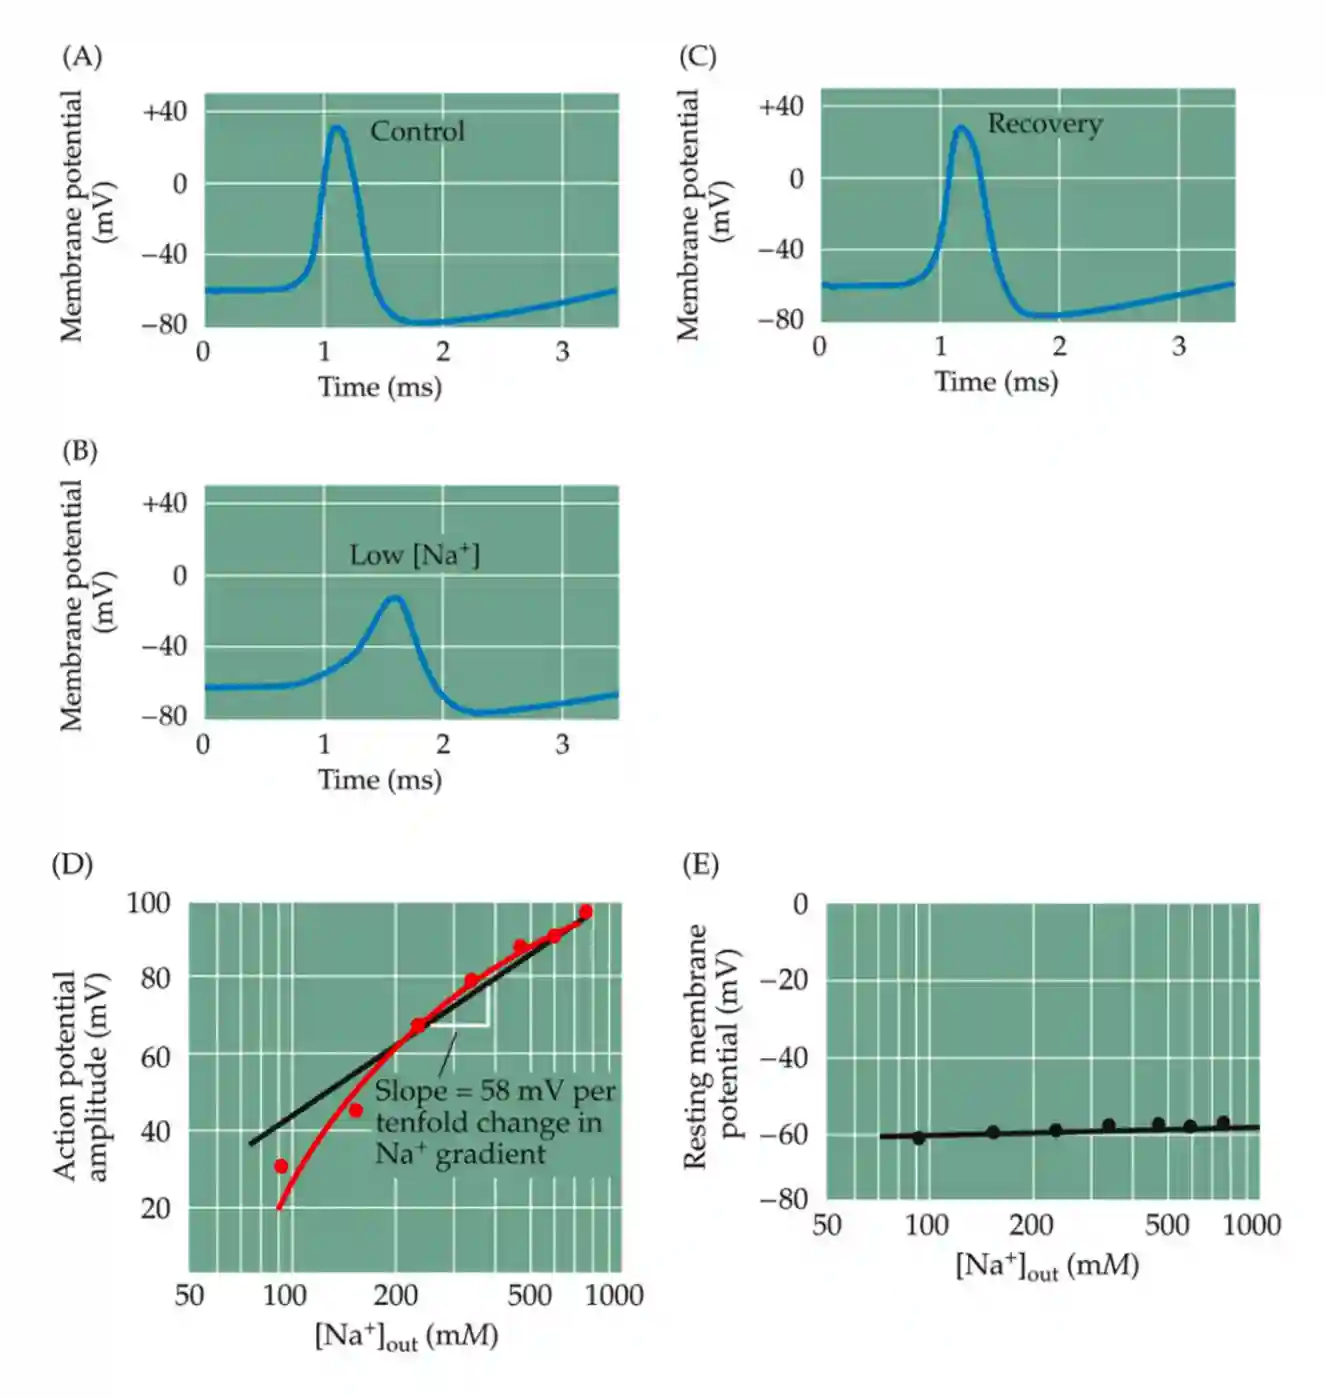 (A)
Membrane potential
(mV)
+40
0
−40
−80
Control
0 1 2 3
Time (ms)
(C)
Membrane potential
(mV)
+40
0
−40
−80
Recovery
0 1 2 3
Time (ms)
(B)
Membrane potential
(mV)
+40
0
−40
−80
Low [Na⁺]
0 1 2 3
Time (ms)
(D)
Action potential
amplitude (mV)
100
80
60
40
20
Slope = 58 mV per
tenfold change in
Na⁺ gradient
50 100 200 500 1000
[Na⁺]out (mM)
(E)
Resting membrane
potential (mV)
0
−20
−40
−60
−80
50 100 200 500 1000
[Na⁺]out (mM)